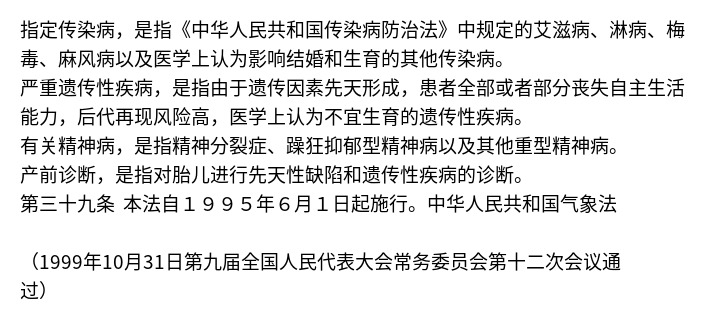 指定传染病，是指《中华人民共和国传染病防治法》中规定的艾滋病、淋病、梅
毒、麻风病以及医学上认为影响结婚和生育的其他传染病。
严重遗传性疾病，是指由于遗传因素先天形成，患者全部或者部分丧失自主生活
能力，后代再现风险高，医学上认为不宜生育的遗传性疾病。
有关精神病，是指精神分裂症、躁狂抑郁型精神病以及其他重型精神病。
产前诊断，是指对胎儿进行先天性缺陷和遗传性疾病的诊断。
第三十九条 本法自１９９５年６月１日起施行。中华人民共和国气象法
（1999年10月31日第九届全国人民代表大会常务委员会第十二次会议通
过）